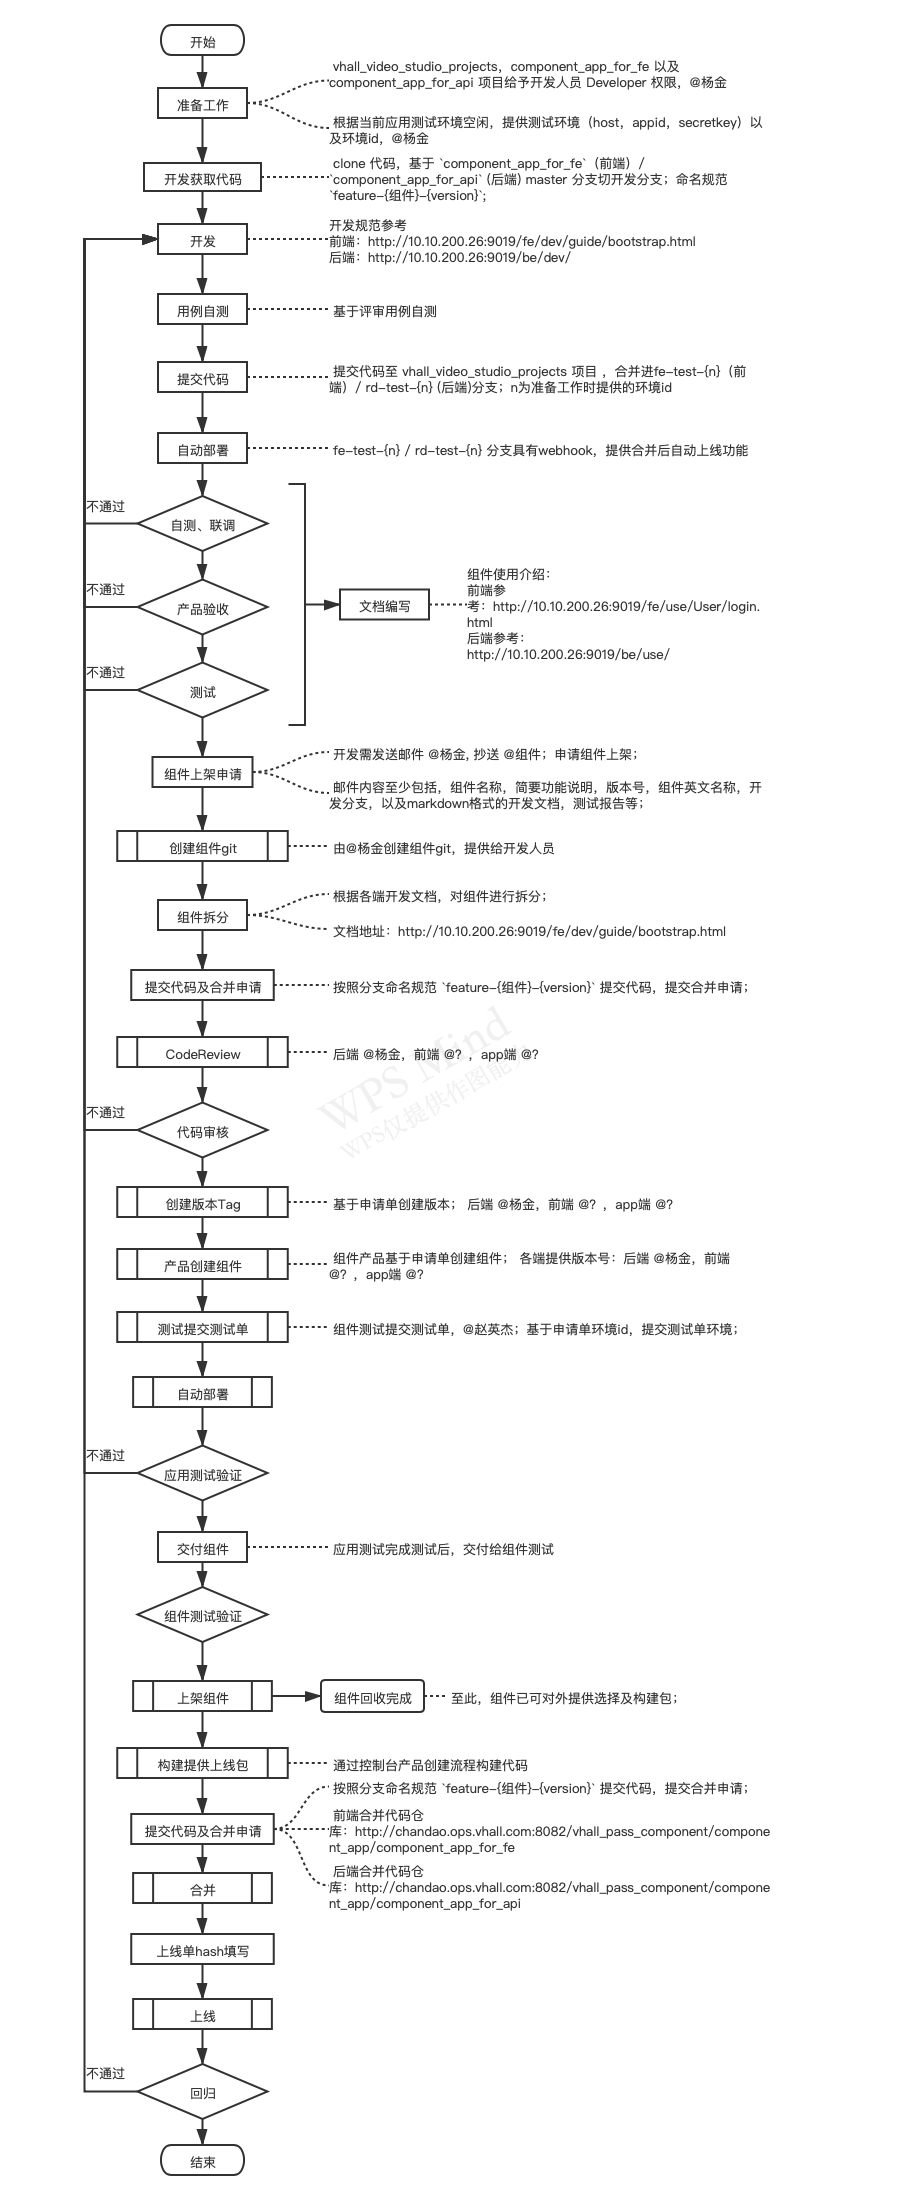 开始
vhall_video_studio_projects，component_app_for_fe 以及
component_app_for_api 项目给予开发人员 Developer 权限，@杨金
准备工作
根据当前应用测试环境空闲，提供测试环境（host，appid，secretkey）以
及环境id，@杨金
clone 代码，基于 `component_app_for_fe`（前端）/
开发获取代码
`component_app_for_api` (后端) master 分支切开发分支；命名规范
`feature-{组件}-{version}`;
开发规范参考
开发
前端：http://10.10.200.26:9019/fe/dev/guide/bootstrap.html
后端：http://10.10.200.26:9019/be/dev/
用例自测
基于评审用例自测
提交代码至 vhall_video_studio_projects 项目 ，合并进fe-test-{n}（前
提交代码
端）/ rd-test-{n} (后端)分支；n为准备工作时提供的环境id
自动部署
fe-test-{n} / rd-test-{n} 分支具有webhook，提供合并后自动上线功能
不通过
自测、联调
不通过
产品验收
文档编写
组件使用介绍：
前端参
考：http://10.10.200.26:9019/fe/use/User/login.
html
后端参考：
http://10.10.200.26:9019/be/use/
不通过
测试
开发需发送邮件 @杨金, 抄送 @组件；申请组件上架；
组件上架申请
邮件内容至少包括，组件名称，简要功能说明，版本号，组件英文名称，开
发分支，以及markdown格式的开发文档，测试报告等；
创建组件git
由@杨金创建组件git，提供给开发人员
根据各端开发文档，对组件进行拆分；
组件拆分
文档地址：http://10.10.200.26:9019/fe/dev/guide/bootstrap.html
提交代码及合并申请
按照分支命名规范 `feature-{组件}-{version}` 提交代码，提交合并申请；
WPS Mind
WPS仅提供作图能力
CodeReview
后端 @杨金，前端 @？，app端 @?
不通过
代码审核
创建版本Tag
基于申请单创建版本； 后端 @杨金，前端 @？，app端 @?
产品创建组件
组件产品基于申请单创建组件； 各端提供版本号：后端 @杨金，前端
@？，app端 @?
测试提交测试单
组件测试提交测试单，@赵英杰；基于申请单环境id，提交测试单环境；
自动部署
不通过
应用测试验证
交付组件
应用测试完成测试后，交付给组件测试
组件测试验证
上架组件
组件回收完成
至此，组件已可对外提供选择及构建包；
构建提供上线包
通过控制台产品创建流程构建代码
按照分支命名规范 `feature-{组件}-{version}` 提交代码，提交合并申请；
提交代码及合并申请
前端合并代码仓
库：http://chandao.ops.vhall.com:8082/vhall_pass_component/compone
nt_app/component_app_for_fe
后端合并代码仓
库：http://chandao.ops.vhall.com:8082/vhall_pass_component/compone
nt_app/component_app_for_api
合并
上线单hash填写
上线
不通过
回归
结束